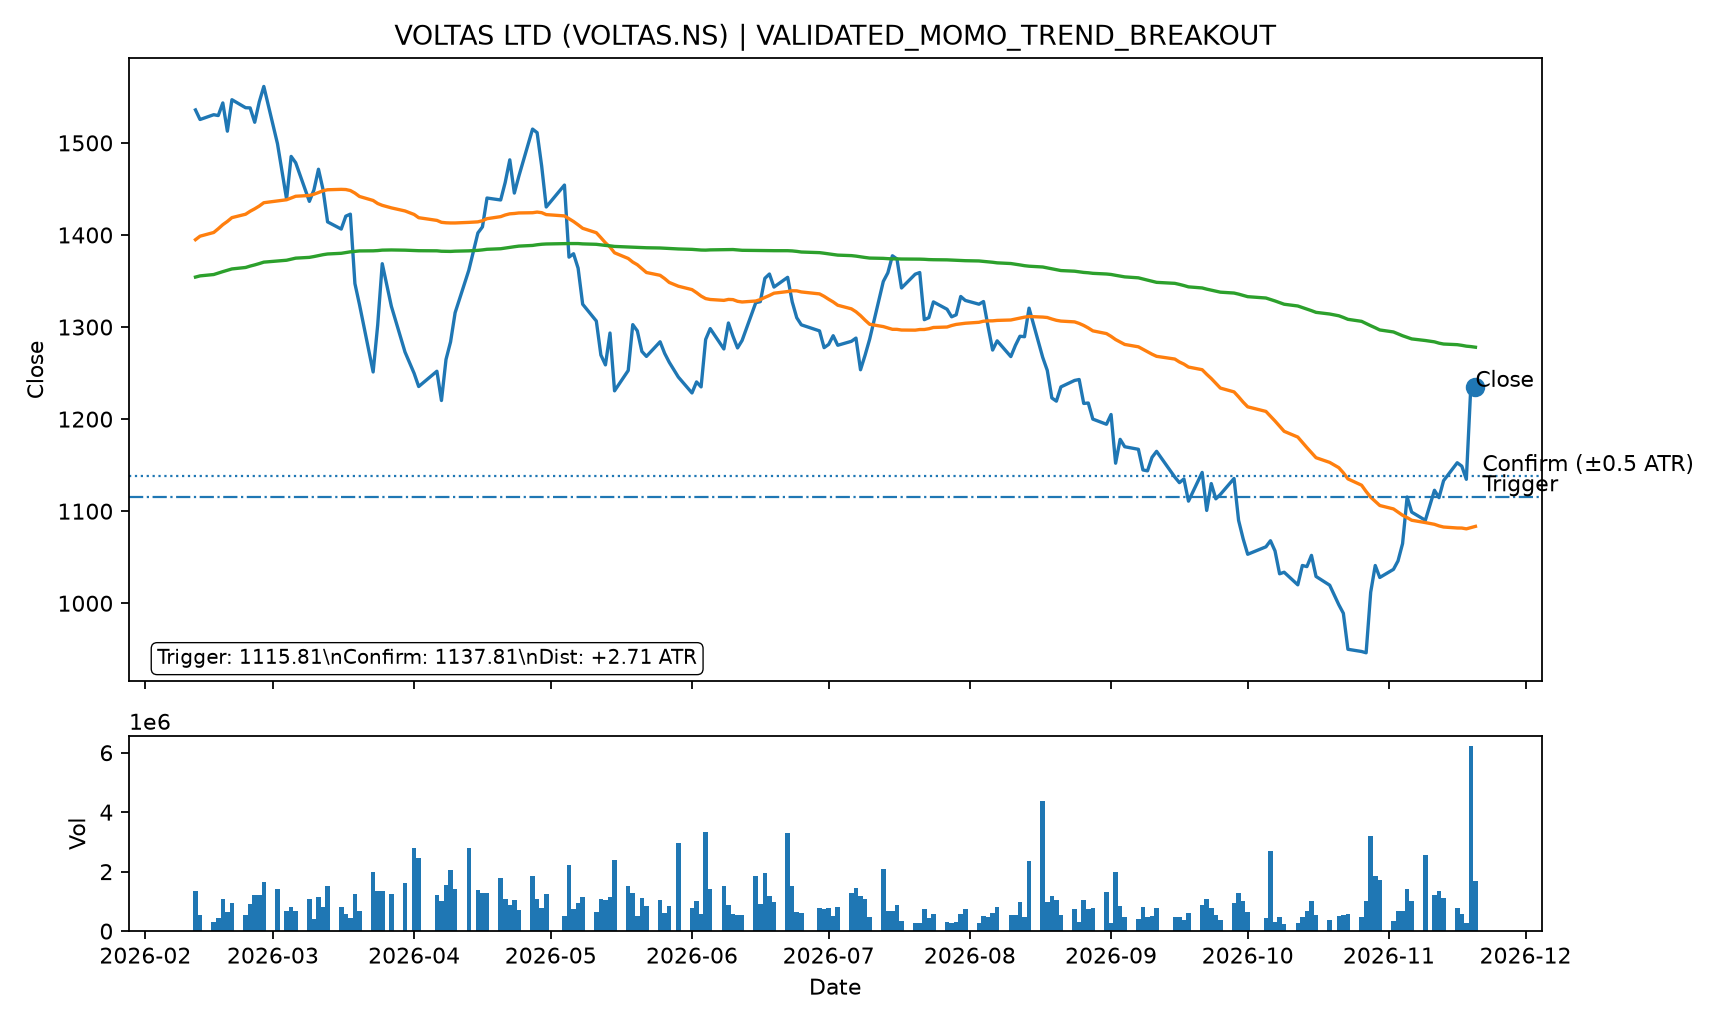 VOLTAS LTD (VOLTAS.NS) | VALIDATED_MOMO_TREND_BREAKOUT
Close
1500
1400
1300
1200
1100
1000
Close
Confirm (±0.5 ATR)
Trigger
Trigger: 1115.81\nConfirm: 1137.81\nDist: +2.71 ATR
1e6
Vol
6
4
2
0
2026-02 2026-03 2026-04 2026-05 2026-06 2026-07 2026-08 2026-09 2026-10 2026-11 2026-12
Date